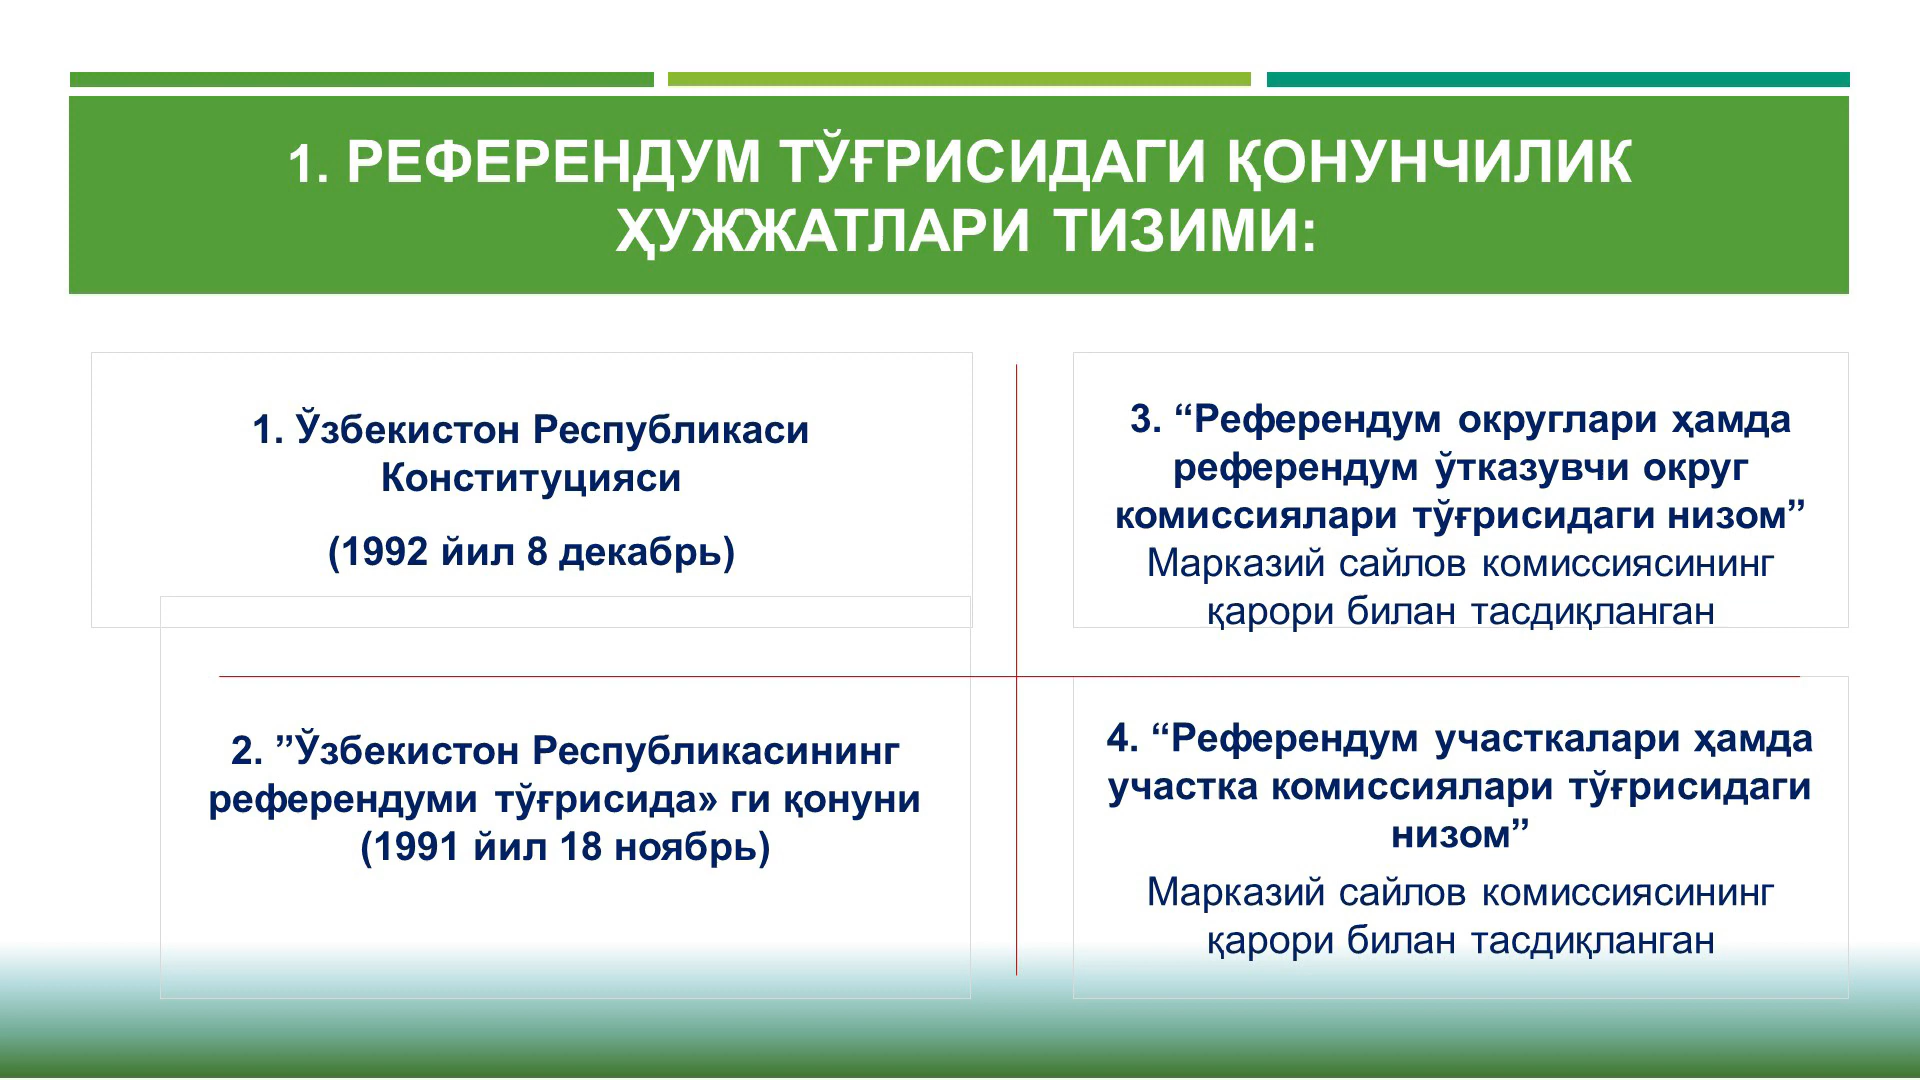 1. РЕФЕРЕНДУМ ТЎҒРИСИДАГИ ҚОНУНЧИЛИК
ҲУЖЖАТЛАРИ ТИЗИМИ:
1. Ўзбекистон Республикаси
Конституцияси
(1992 йил 8 декабрь)
2. ”Ўзбекистон Республикасининг
референдуми тўғрисида» ги қонуни
(1991 йил 18 ноябрь)
3. “Референдум округлари ҳамда
референдум ўтказувчи округ
комиссиялари тўғрисидаги низом”
Марказий сайлов комиссиясининг
қарори билан тасдиқланган
4. “Референдум участкалари ҳамда
участка комиссиялари тўғрисидаги
низом”
Марказий сайлов комиссиясининг
қарори билан тасдиқланган